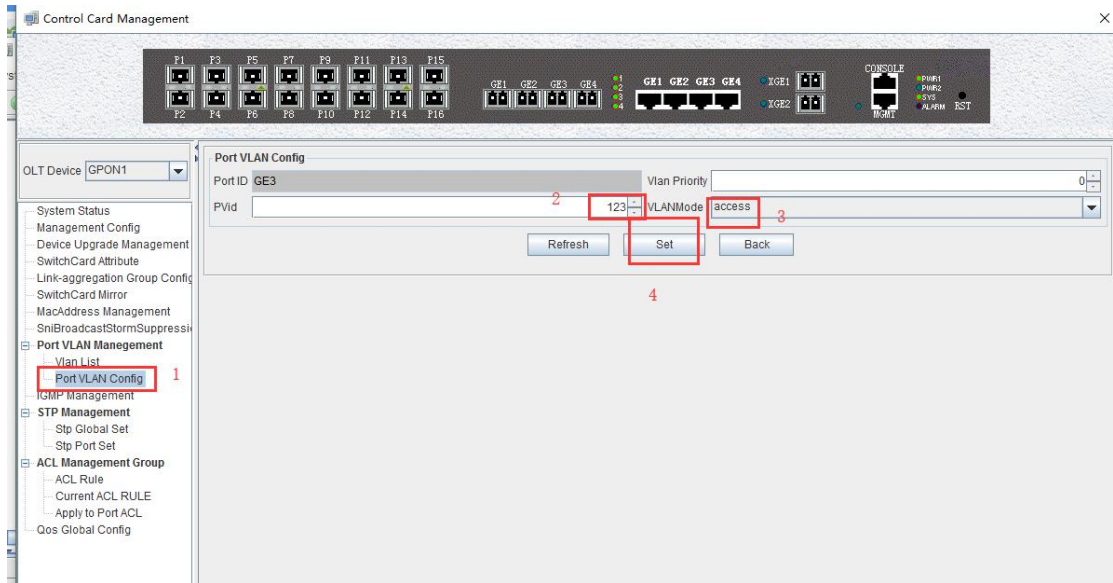 Control Card Management
P1 P3 P5 P7 P9 P11 P13 P15
P2 P4 P6 P8 P10 P12 P14 P16
GE1 GE2 GE3 GE4
1
2
3
4
GE1 GE2 GE3 GE4
XGE1
XGE2
CONSOLE
MGMT
PWR1
PWR2
SYS
ALARM
RST
OLT Device GPON1
System Status
Management Config
Device Upgrade Management
SwitchCard Attribute
Link-aggregation Group Config
SwitchCard Mirror
MacAddress Management
SniBroadcastStormSuppressi
Port VLAN Manegement
Vlan List
Port VLAN Config 1
IGMP Management
STP Management
Stp Global Set
Stp Port Set
ACL Management Group
ACL Rule
Current ACL RULE
Apply to Port ACL
Qos Global Config
Port VLAN Config
Port ID GE3 Vlan Priority 0
PVid 2 123 VLANMode access 3
Refresh Set Back
4